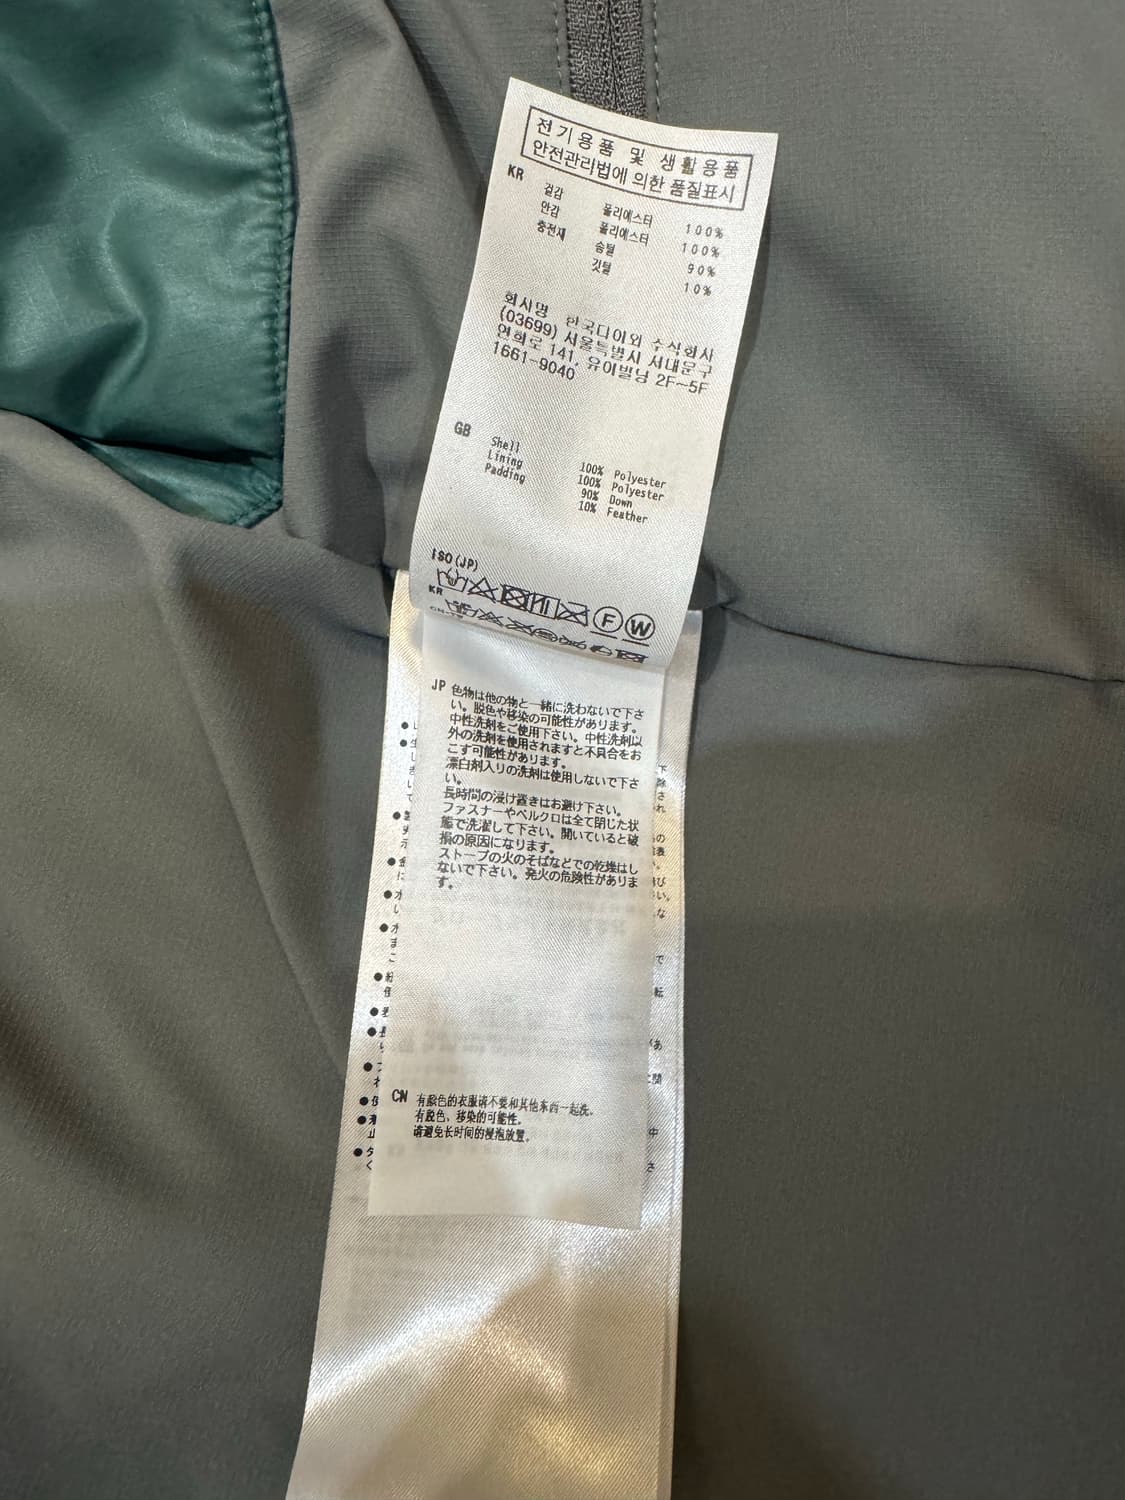 전기용품 및 생활용품
안전관리법에 의한 품질표시
KR
겉감 폴리에스터 100%
안감 폴리에스터 100%
충전재 솜털 90%
깃털 10%
회사명 한국다이와 주식회사
(03699) 서울특별시 서대문구
연희로 141, 유이빌딩 2F~5F
1661-9040
GB
Shell 100% Polyester
Lining 100% Polyester
Padding 90% Down
10% Feather
ISO(JP)
F W
KR
JP 色物は他の物と一緒に洗わないで下さ
い。脱色や移染の可能性があります。
中性洗剤をご使用下さい。中性洗剤以
外の洗剤を使用されますと不具合をお
こす可能性があります。
漂白剤入りの洗剤は使用しないで下さ
い。
長時間の浸け置きはお避け下さい。
ファスナーやベルクロは全て閉じた状
態で洗濯して下さい。開いていると破
損の原因になります。
ストーブの火のそばなどでの乾燥はし
ないで下さい。発火の危険性がありま
す。
CN 有颜色的衣服请不要和其他东西一起洗。
有脱色、移染的可能性。
请避免长时间的浸泡放置。